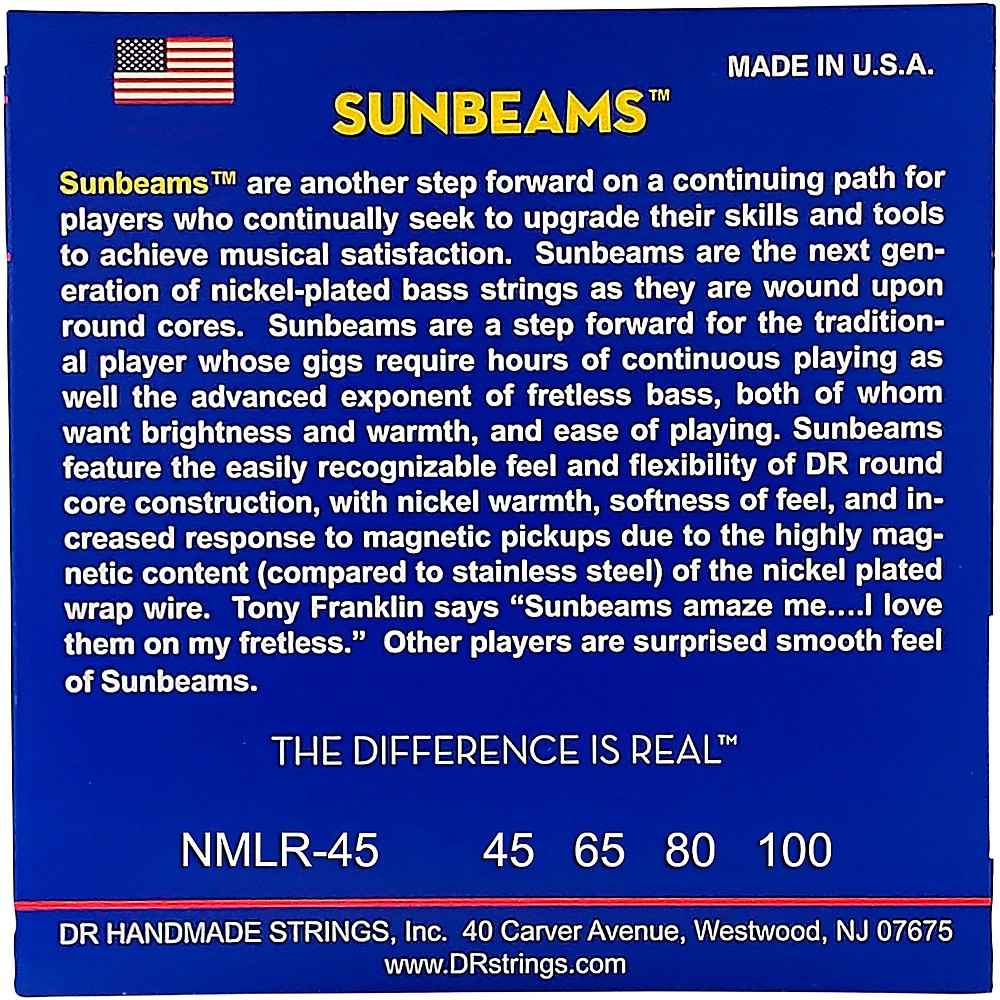 MADE IN U.S.A.
SUNBEAMS™
Sunbeams™ are another step forward on a continuing path for
players who continually seek to upgrade their skills and tools
to achieve musical satisfaction. Sunbeams are the next gen-
eration of nickel-plated bass strings as they are wound upon
round cores. Sunbeams are a step forward for the tradition-
al player whose gigs require hours of continuous playing as
well the advanced exponent of fretless bass, both of whom
want brightness and warmth, and ease of playing. Sunbeams
feature the easily recognizable feel and flexibility of DR round
core construction, with nickel warmth, softness of feel, and in-
creased response to magnetic pickups due to the highly mag-
netic content (compared to stainless steel) of the nickel plated
wrap wire. Tony Franklin says “Sunbeams amaze me....I love
them on my fretless.” Other players are surprised smooth feel
of Sunbeams.
THE DIFFERENCE IS REAL™
NMLR-45 45 65 80 100
DR HANDMADE STRINGS, Inc. 40 Carver Avenue, Westwood, NJ 07675
www.DRstrings.com